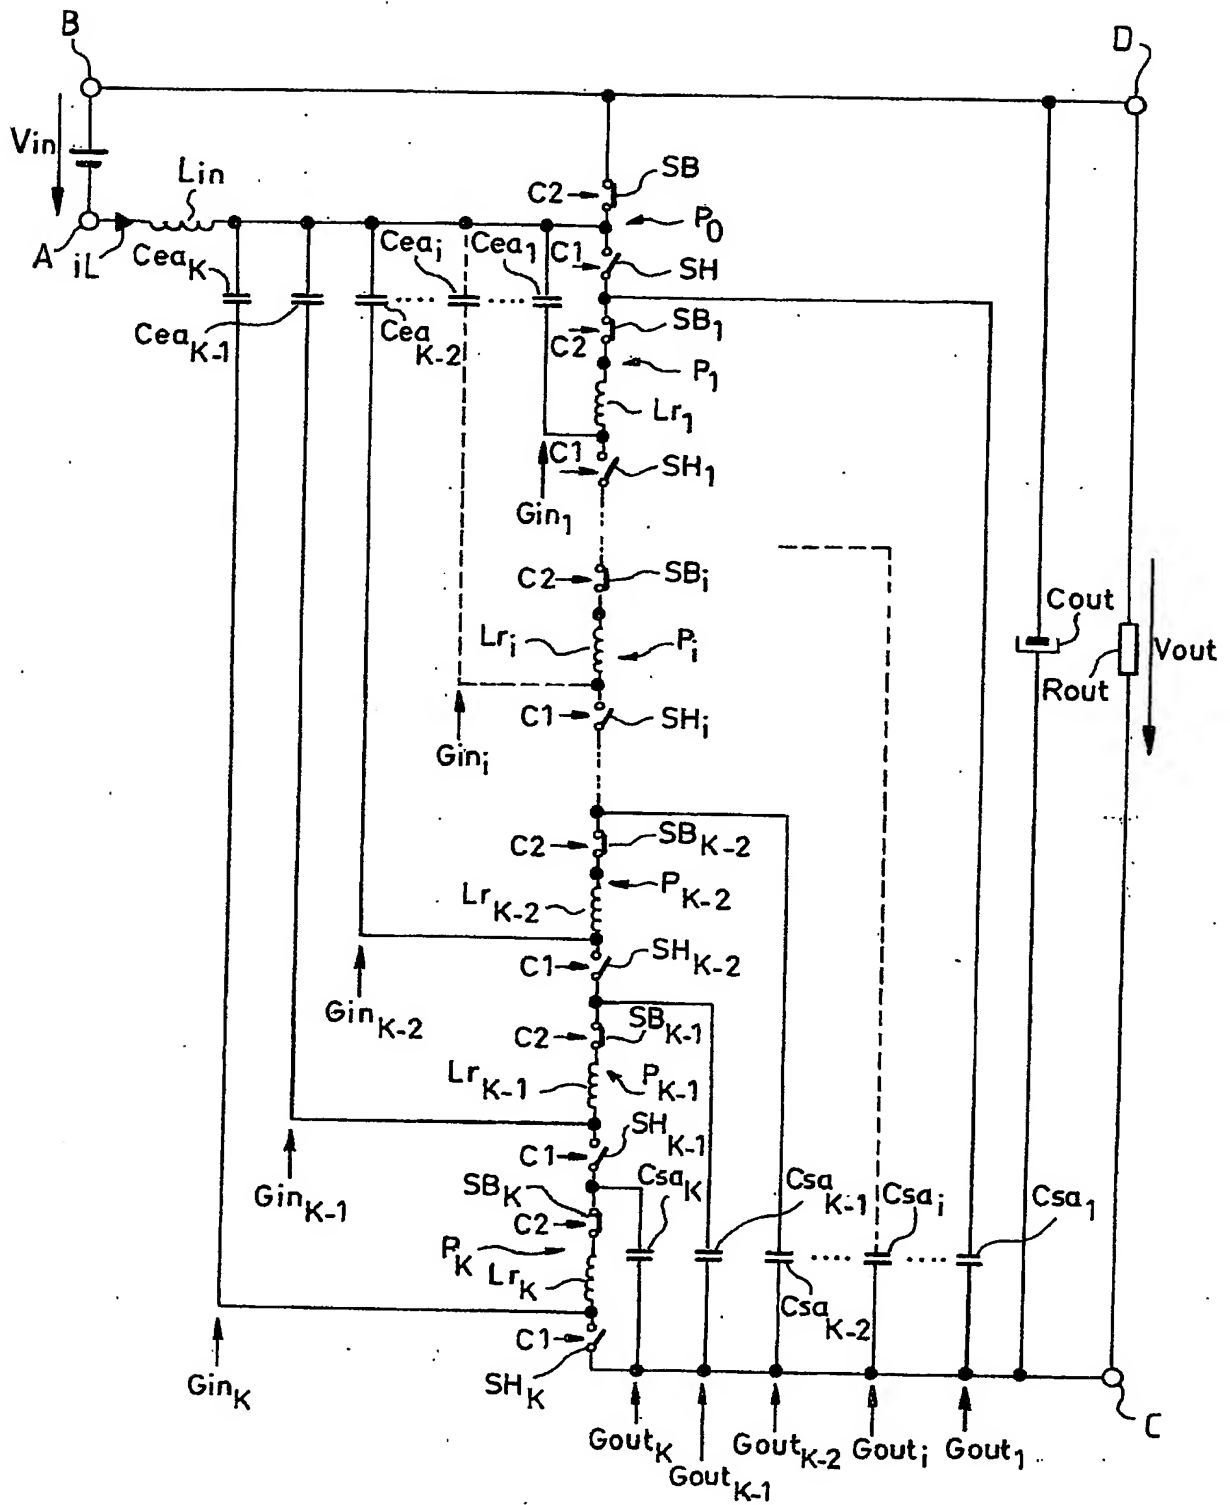 B
D
Vin
Lin
C2
SB
P0
A
iL
CeaK
Ceai
Cea1
C1
SH
CeaK-1
CeaK-2
C2
SB1
P1
Lr1
C1
SH1
Gin1
C2
SBi
Cout
Lri
Pi
Rout
Vout
C1
SHi
Gini
C2
SBK-2
PK-2
LrK-2
C1
SHK-2
GinK-2
SBK-1
C2
LrK-1
PK-1
SHK-1
C1
CsaK
SBK
CsaK-1
Csai
Csa1
GinK-1
C2
PK
LrK
CsaK-2
C1
GinK
SHK
C
GoutK
GoutK-1
GoutK-2
Gouti
Gout1